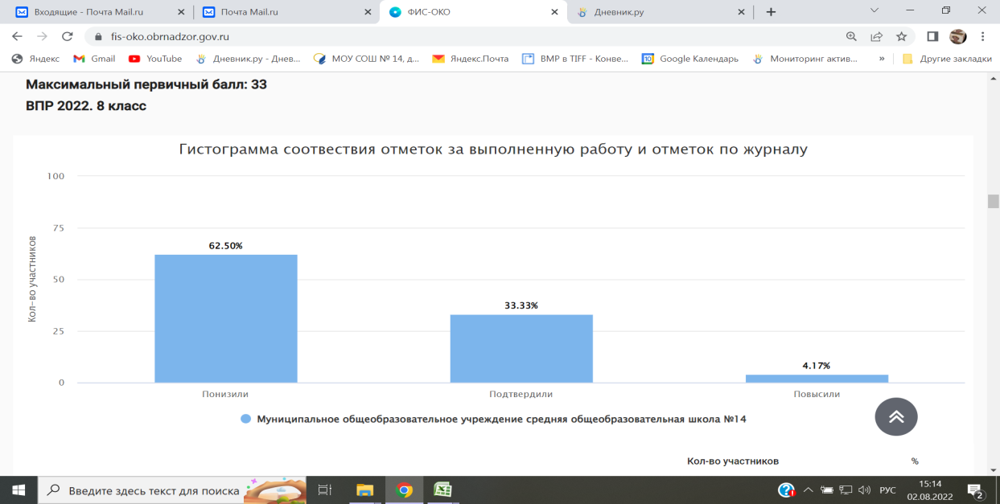 Входящие - Почта Mail.ru
Почта Mail.ru
ФИС-ОКО
Дневник.ру
fis-oko.obrnadzor.gov.ru
Яндекс
Gmail
YouTube
Дневник.ру - Днев...
МОУ СОШ № 14, д...
Яндекс.Почта
BMP в TIFF - Конве...
10
Google Календарь
Мониторинг актив...
»
Другие закладки
Максимальный первичный балл: 33
ВПР 2022. 8 класс
Гистограмма соотвествия отметок за выполненную работу и отметок по журналу
Кол-во участников
100
75
50
25
0
62.50%
33.33%
4.17%
Понизили
Подтвердили
Повысили
Муниципальное общеобразовательное учреждение средняя общеобразовательная школа №14
Кол-во участников
%
Введите здесь текст для поиска
РУС
15:14
02.08.2022
2